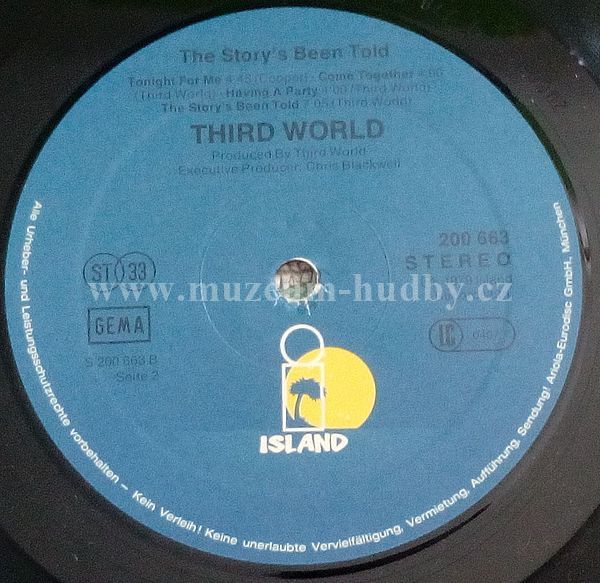 The Story's Been Told
Tonight For Me 4'45 (Cooper) · Come Together 4'00
(Third World) · Having A Party 4'00 (Third World)
The Story's Been Told 7'05 (Third World)
THIRD WORLD
Produced By Third World
Executive Producer: Chris Blackwell
200 663
STEREO
ST 33
www.muzeum-hudby.cz
GEMA
LC
S 200 663 B
Seite 2
ISLAND
Alle Urheber- und Leistungsschutzrechte vorbehalten – Kein Verleih! Keine unerlaubte Vervielfältigung, Vermietung, Aufführung, Sendung! Ariola-Eurodisc GmbH., München